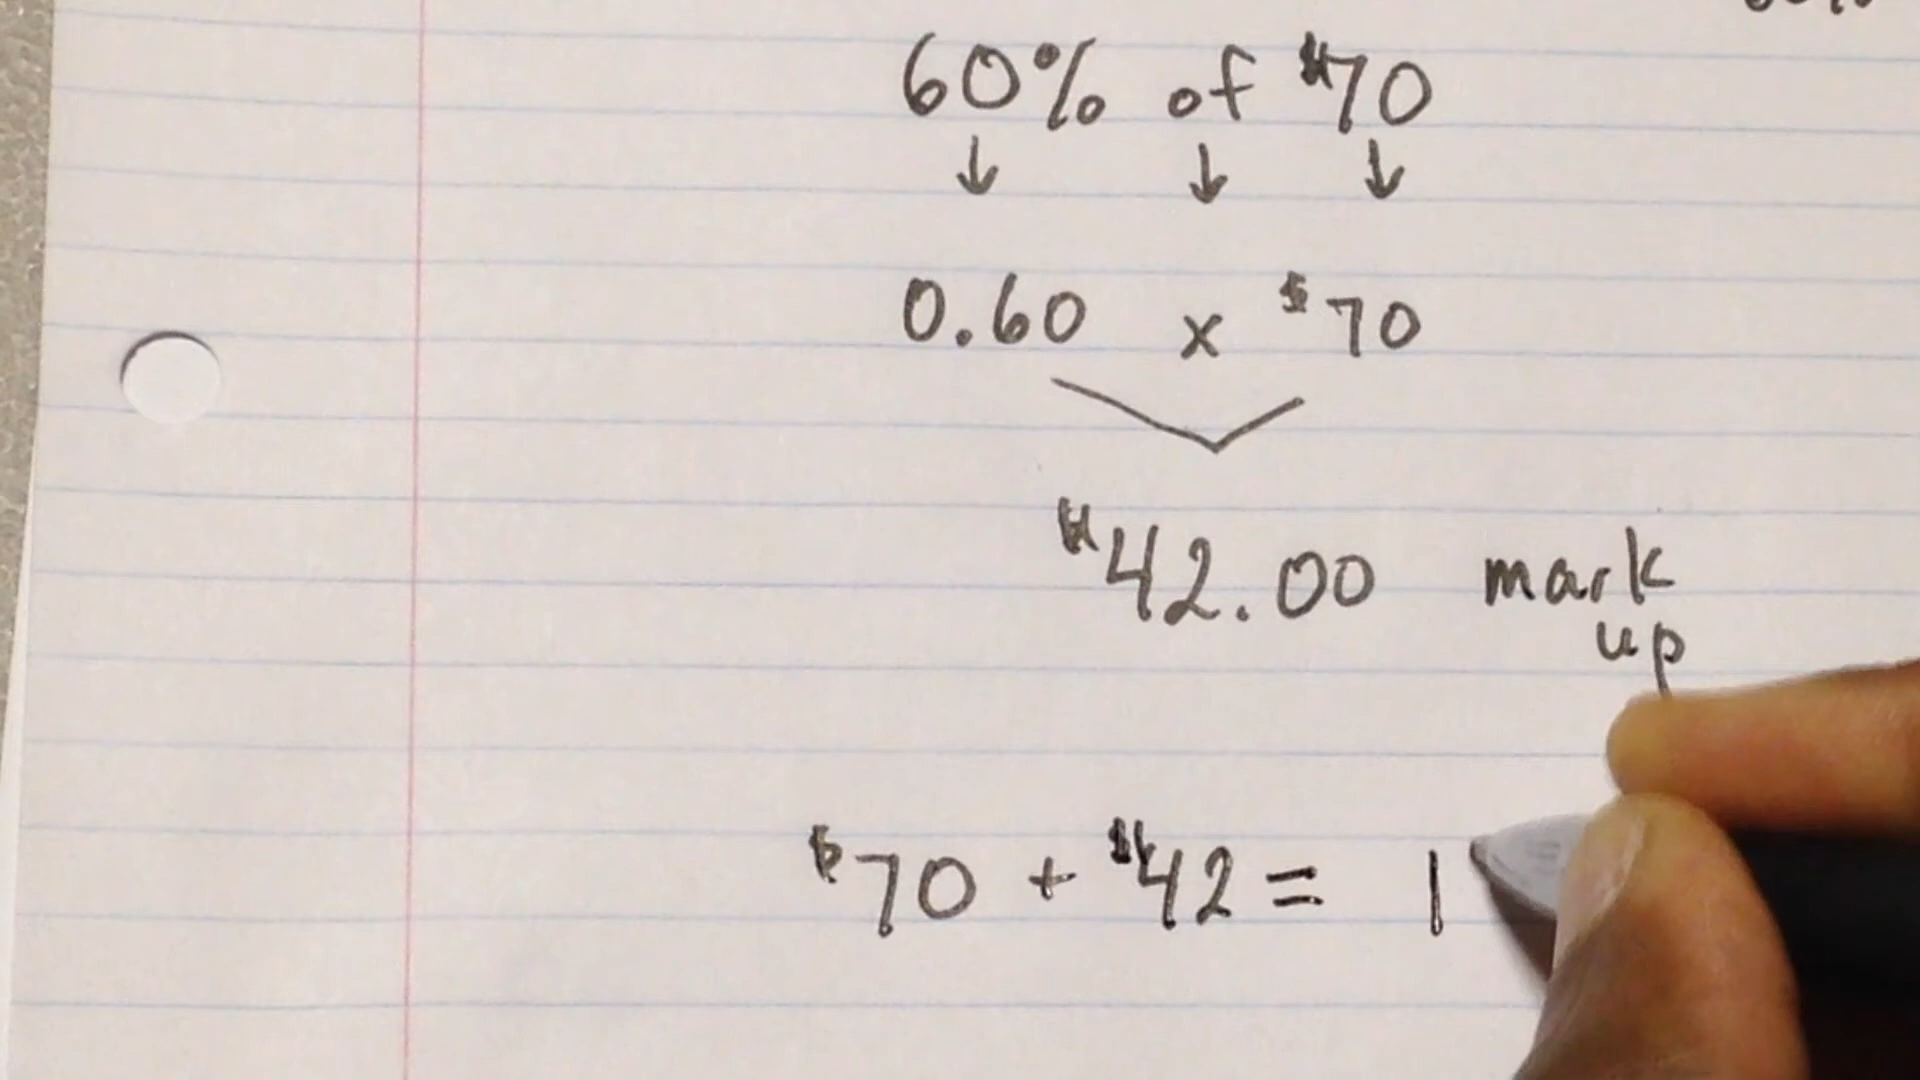 60% of $70
↓ ↓ ↓
0.60 x $70
$42.00 mark
up
$70 + $42 = 1